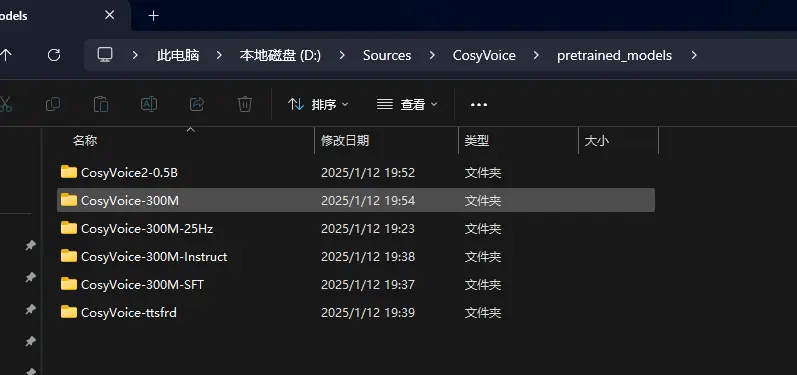 odels
此电脑 本地磁盘 (D:) Sources CosyVoice pretrained_models
排序 查看
名称 修改日期 类型 大小
CosyVoice2-0.5B 2025/1/12 19:52 文件夹
CosyVoice-300M 2025/1/12 19:54 文件夹
CosyVoice-300M-25Hz 2025/1/12 19:23 文件夹
CosyVoice-300M-Instruct 2025/1/12 19:38 文件夹
CosyVoice-300M-SFT 2025/1/12 19:37 文件夹
CosyVoice-ttsfrd 2025/1/12 19:39 文件夹